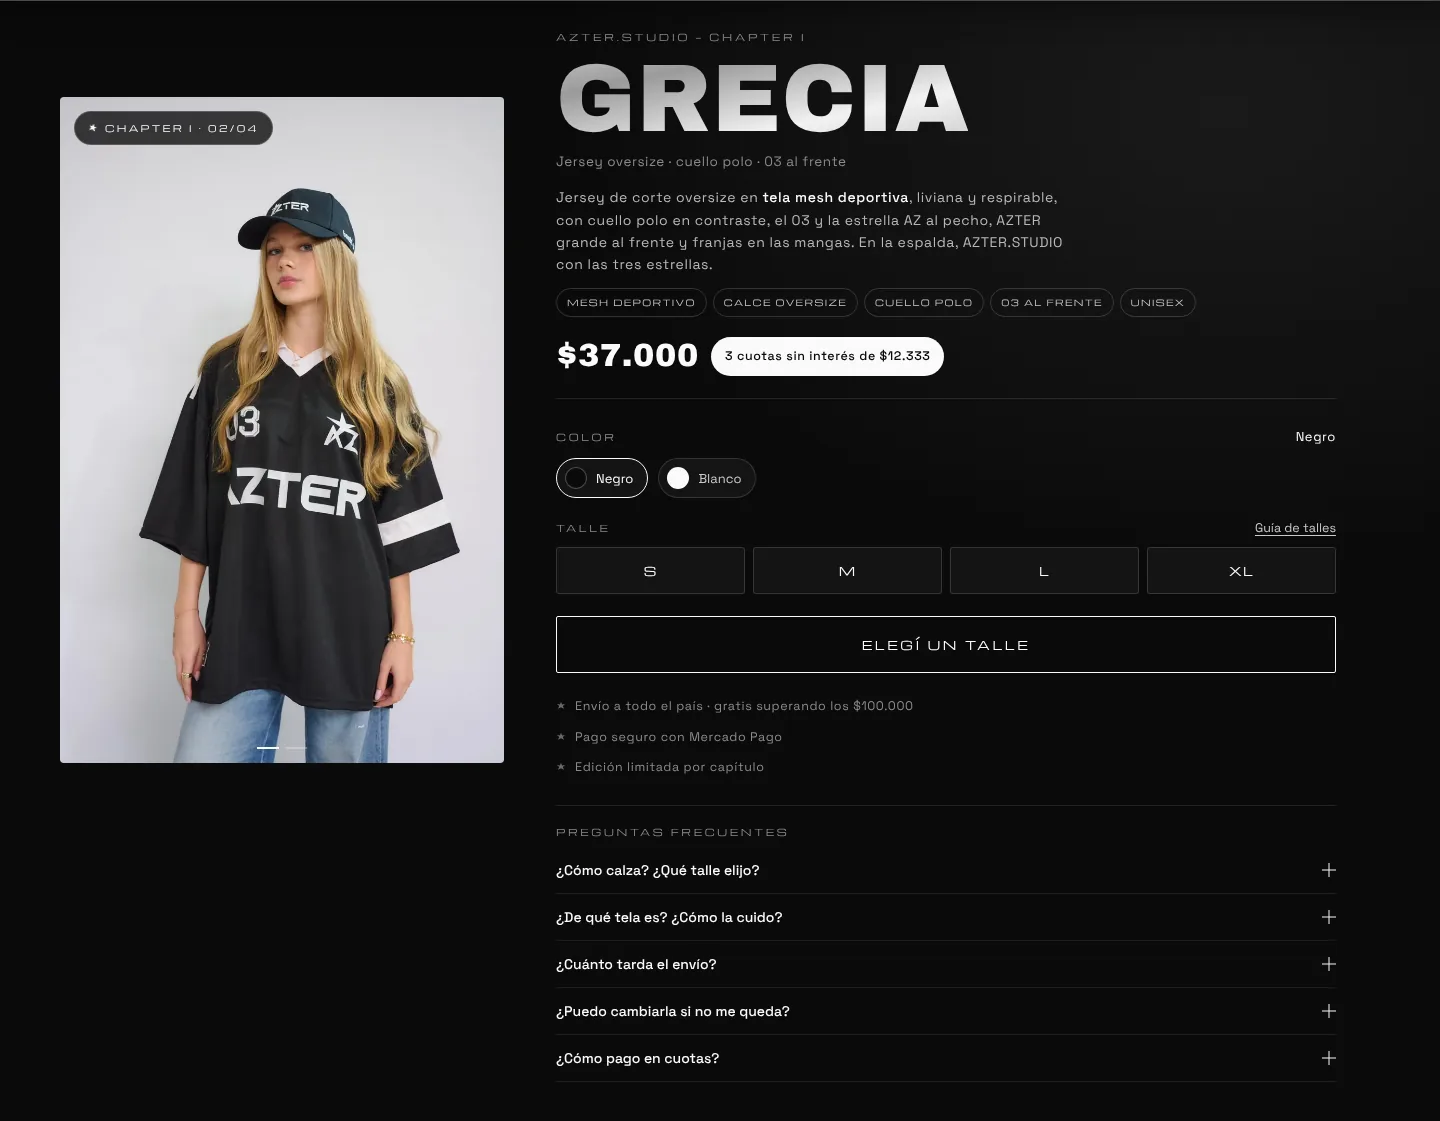 AZTER.STUDIO – CHAPTER I
GRECIA
★ CHAPTER I · 02/04
Jersey oversize · cuello polo · 03 al frente
Jersey de corte oversize en tela mesh deportiva, liviana y respirable,
con cuello polo en contraste, el 03 y la estrella AZ al pecho, AZTER
grande al frente y franjas en las mangas. En la espalda, AZTER.STUDIO
con las tres estrellas.
MESH DEPORTIVO
CALCE OVERSIZE
CUELLO POLO
03 AL FRENTE
UNISEX
$37.000
3 cuotas sin interés de $12.333
AZTER
03
AZ
AZTER
COLOR
Negro
Negro
Blanco
TALLE
Guía de talles
S
M
L
XL
ELEGÍ UN TALLE
★ Envío a todo el país · gratis superando los $100.000
★ Pago seguro con Mercado Pago
★ Edición limitada por capítulo
PREGUNTAS FRECUENTES
¿Cómo calza? ¿Qué talle elijo?
¿De qué tela es? ¿Cómo la cuido?
¿Cuánto tarda el envío?
¿Puedo cambiarla si no me queda?
¿Cómo pago en cuotas?